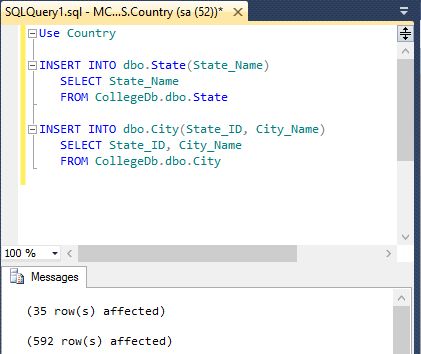 SQLQuery1.sql - MC...S.Country (sa (52))*
Use Country
INSERT INTO dbo.State(State_Name)
SELECT State_Name
FROM CollegeDb.dbo.State
INSERT INTO dbo.City(State_ID, City_Name)
SELECT State_ID, City_Name
FROM CollegeDb.dbo.City
100 %
Messages
(35 row(s) affected)
(592 row(s) affected)